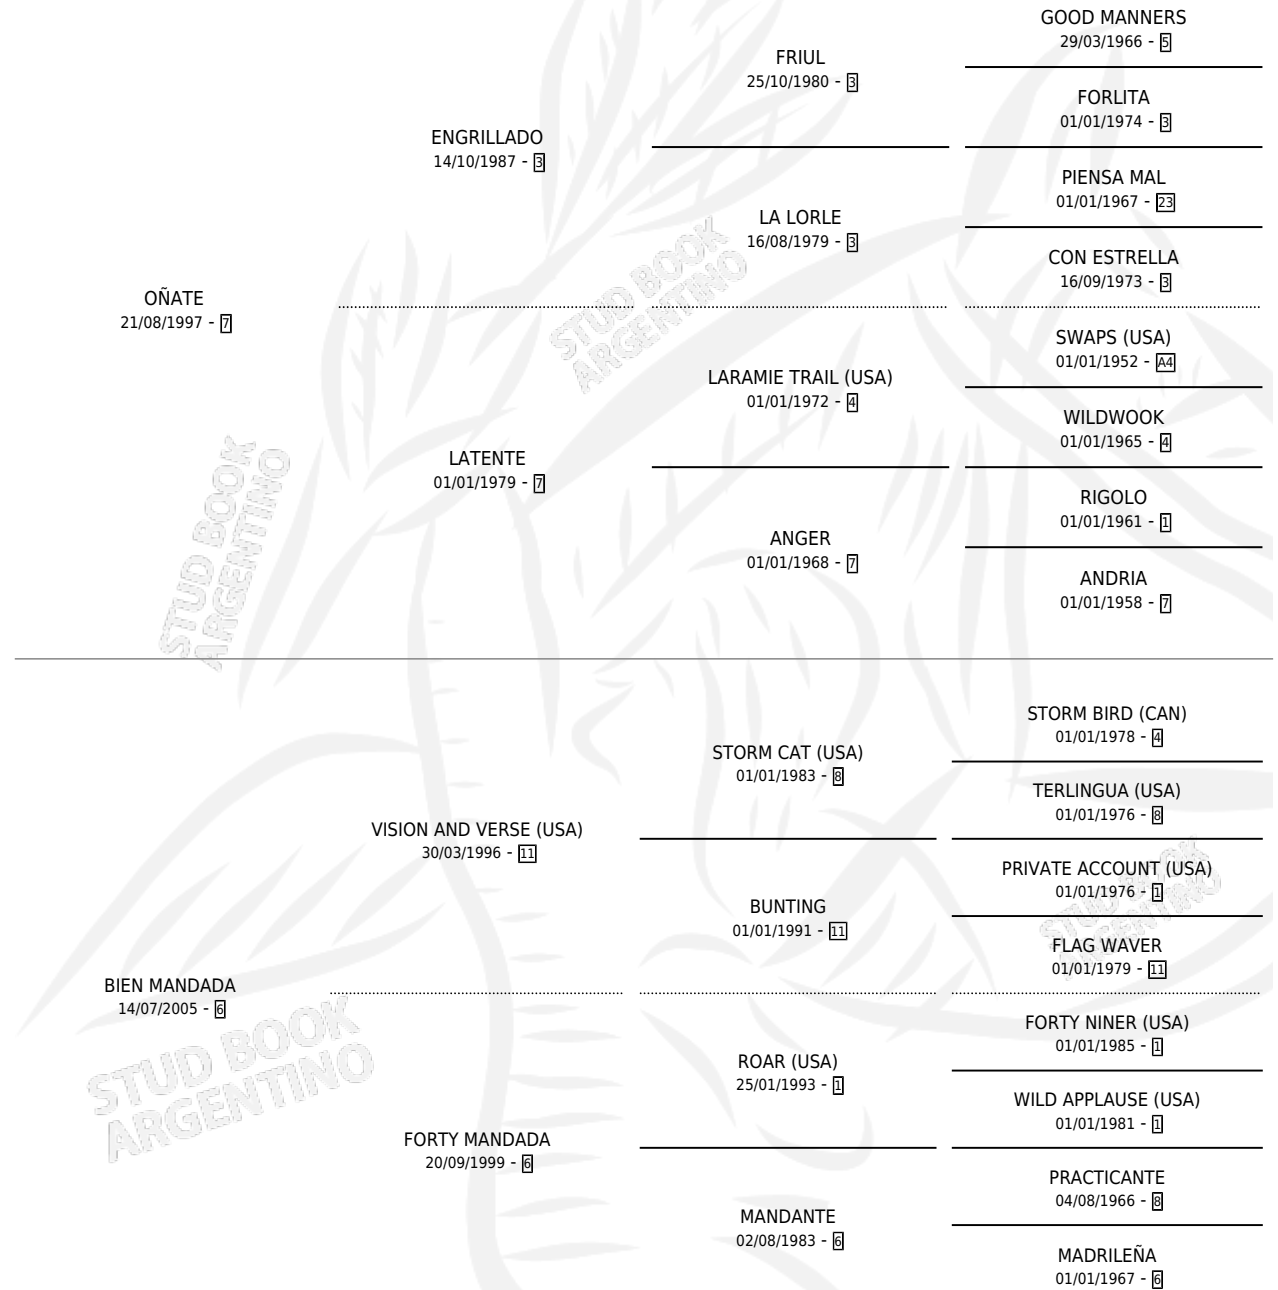 GOOD MANNERS
29/03/1966 - 5
FRIUL
25/10/1980 - 3
FORLITA
01/01/1974 - 3
ENGRILLADO
14/10/1987 - 3
PIENSA MAL
01/01/1967 - 23
LA LORLE
16/08/1979 - 3
CON ESTRELLA
16/09/1973 - 3
OÑATE
21/08/1997 - 7
SWAPS (USA)
01/01/1952 - A4
LARAMIE TRAIL (USA)
01/01/1972 - 4
WILDWOOK
01/01/1965 - 4
LATENTE
01/01/1979 - 7
RIGOLO
01/01/1961 - 1
ANGER
01/01/1968 - 7
ANDRIA
01/01/1958 - 7
STUD BOOK
ARGENTINO
STUD BOOK
ARGENTINO
STORM BIRD (CAN)
01/01/1978 - 4
STORM CAT (USA)
01/01/1983 - 8
TERLINGUA (USA)
01/01/1976 - 8
VISION AND VERSE (USA)
30/03/1996 - 11
PRIVATE ACCOUNT (USA)
01/01/1976 - 1
BUNTING
01/01/1991 - 11
FLAG WAVER
01/01/1979 - 11
STUD BOOK
ARGENTINO
BIEN MANDADA
14/07/2005 - 6
FORTY NINER (USA)
01/01/1985 - 1
ROAR (USA)
25/01/1993 - 1
WILD APPLAUSE (USA)
01/01/1981 - 1
FORTY MANDADA
20/09/1999 - 6
PRACTICANTE
04/08/1966 - 8
MANDANTE
02/08/1983 - 6
MADRILEÑA
01/01/1967 - 6
STUD BOOK
ARGENTINO